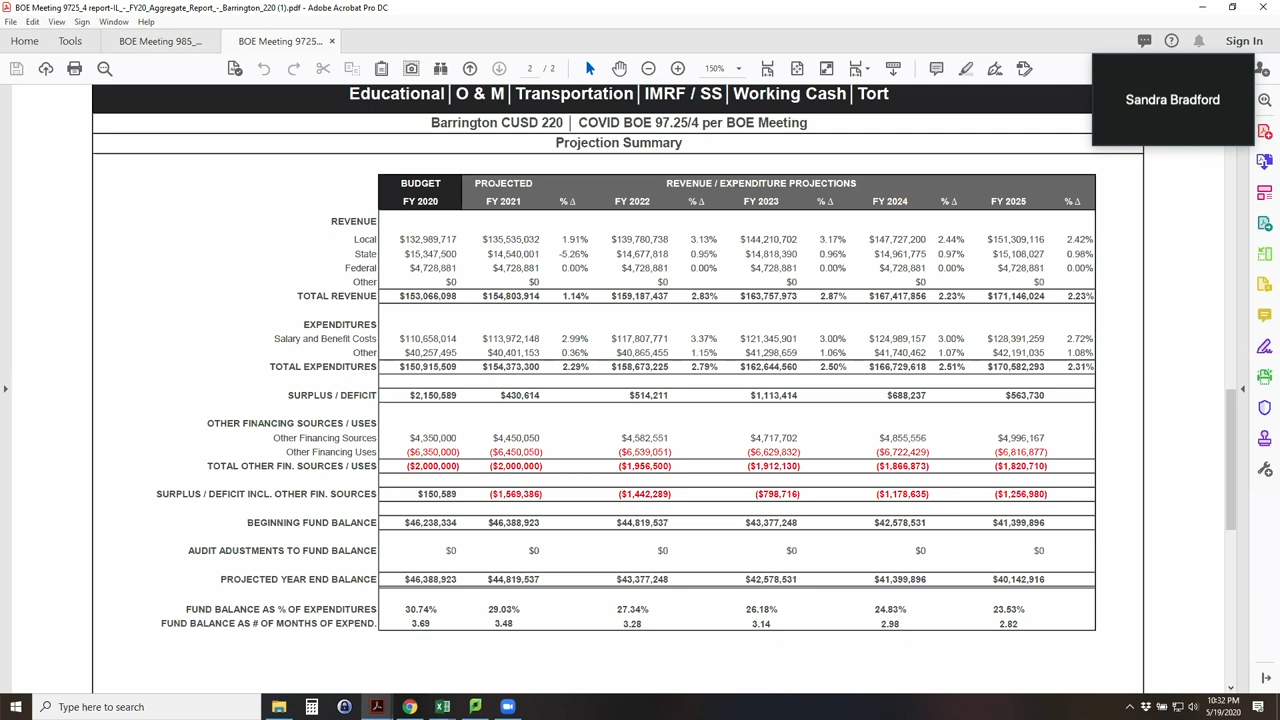 BOE Meeting 9725_4 report-IL_-_FY20_Aggregate_Report_-_Barrington_220 (1).pdf - Adobe Acrobat Pro DC
File Edit View Sign Window Help
Home Tools BOE Meeting 985_... BOE Meeting 9725... × Sign In
2 / 150%
Sandra Bradford
Educational | O & M | Transportation | IMRF / SS | Working Cash | Tort
Barrington CUSD 220 | COVID BOE 97.25/4 per BOE Meeting
Projection Summary
BUDGET PROJECTED REVENUE / EXPENDITURE PROJECTIONS
FY 2020 FY 2021 % Δ FY 2022 % Δ FY 2023 % Δ FY 2024 % Δ FY 2025 % Δ
REVENUE
Local $132,989,717 $135,535,032 1.91% $139,780,738 3.13% $144,210,702 3.17% $147,727,200 2.44% $151,309,116 2.42%
State $15,347,500 $14,540,001 -5.26% $14,677,818 0.95% $14,818,390 0.96% $14,961,775 0.97% $15,108,027 0.98%
Federal $4,728,881 $4,728,881 0.00% $4,728,881 0.00% $4,728,881 0.00% $4,728,881 0.00% $4,728,881 0.00%
Other $0 $0 $0 $0 $0 $0
TOTAL REVENUE $153,066,098 $154,803,914 1.14% $159,187,437 2.83% $163,757,973 2.87% $167,417,856 2.23% $171,146,024 2.23%
EXPENDITURES
Salary and Benefit Costs $110,658,014 $113,972,148 2.99% $117,807,771 3.37% $121,345,901 3.00% $124,989,157 3.00% $128,391,259 2.72%
Other $40,257,495 $40,401,153 0.36% $40,865,455 1.15% $41,298,659 1.06% $41,740,462 1.07% $42,191,035 1.08%
TOTAL EXPENDITURES $150,915,509 $154,373,300 2.29% $158,673,225 2.79% $162,644,560 2.50% $166,729,618 2.51% $170,582,293 2.31%
SURPLUS / DEFICIT $2,150,589 $430,614 $514,211 $1,113,414 $688,237 $563,730
OTHER FINANCING SOURCES / USES
Other Financing Sources $4,350,000 $4,450,050 $4,582,551 $4,717,702 $4,855,556 $4,996,167
Other Financing Uses ($6,350,000) ($6,450,050) ($6,539,051) ($6,629,832) ($6,722,429) ($6,816,877)
TOTAL OTHER FIN. SOURCES / USES ($2,000,000) ($2,000,000) ($1,956,500) ($1,912,130) ($1,866,873) ($1,820,710)
SURPLUS / DEFICIT INCL. OTHER FIN. SOURCES $150,589 ($1,569,386) ($1,442,289) ($798,716) ($1,178,635) ($1,256,980)
BEGINNING FUND BALANCE $46,238,334 $46,388,923 $44,819,537 $43,377,248 $42,578,531 $41,399,896
AUDIT ADUSTMENTS TO FUND BALANCE $0 $0 $0 $0 $0 $0
PROJECTED YEAR END BALANCE $46,388,923 $44,819,537 $43,377,248 $42,578,531 $41,399,896 $40,142,916
FUND BALANCE AS % OF EXPENDITURES 30.74% 29.03% 27.34% 26.18% 24.83% 23.53%
FUND BALANCE AS # OF MONTHS OF EXPEND. 3.69 3.48 3.28 3.14 2.98 2.82
Type here to search
10:32 PM
5/19/2020